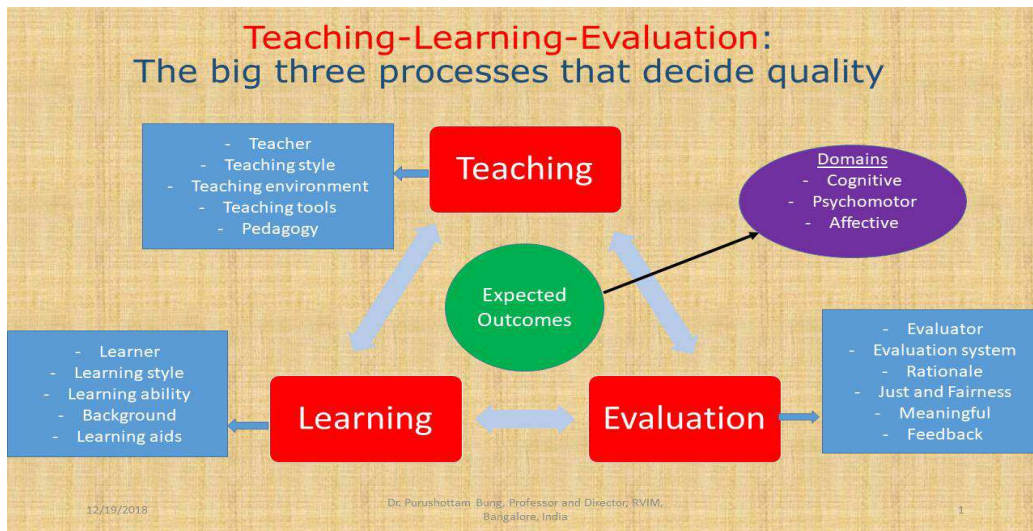 Teaching-Learning-Evaluation:
The big three processes that decide quality
- Teacher
- Teaching style
- Teaching environment
- Teaching tools
- Pedagogy
Teaching
Domains
- Cognitive
- Psychomotor
- Affective
Expected
Outcomes
- Learner
- Learning style
- Learning ability
- Background
- Learning aids
Learning
Evaluation
- Evaluator
- Evaluation system
- Rationale
- Just and Fairness
- Meaningful
- Feedback
12/19/2018
Dr. Purushottam Bung, Professor and Director, RVIM,
Bangalore, India
1